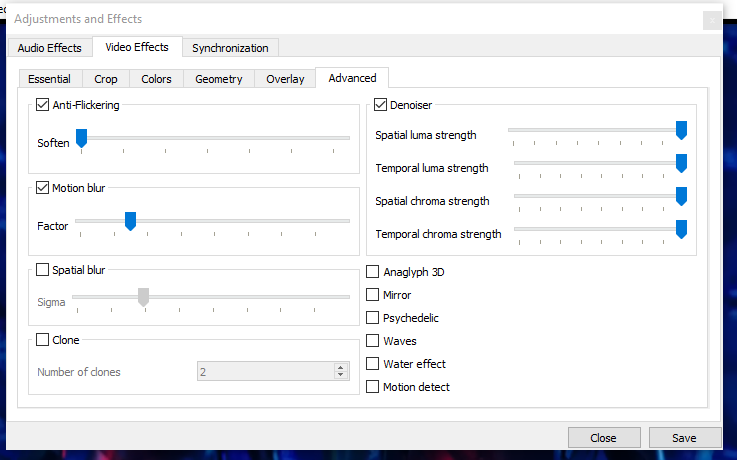 Adjustments and Effects
Audio Effects
Video Effects
Synchronization
Essential
Crop
Colors
Geometry
Overlay
Advanced
Anti-Flickering
Soften
Motion blur
Factor
Spatial blur
Sigma
Clone
Number of clones
2
Denoiser
Spatial luma strength
Temporal luma strength
Spatial chroma strength
Temporal chroma strength
Anaglyph 3D
Mirror
Psychedelic
Waves
Water effect
Motion detect
Close
Save